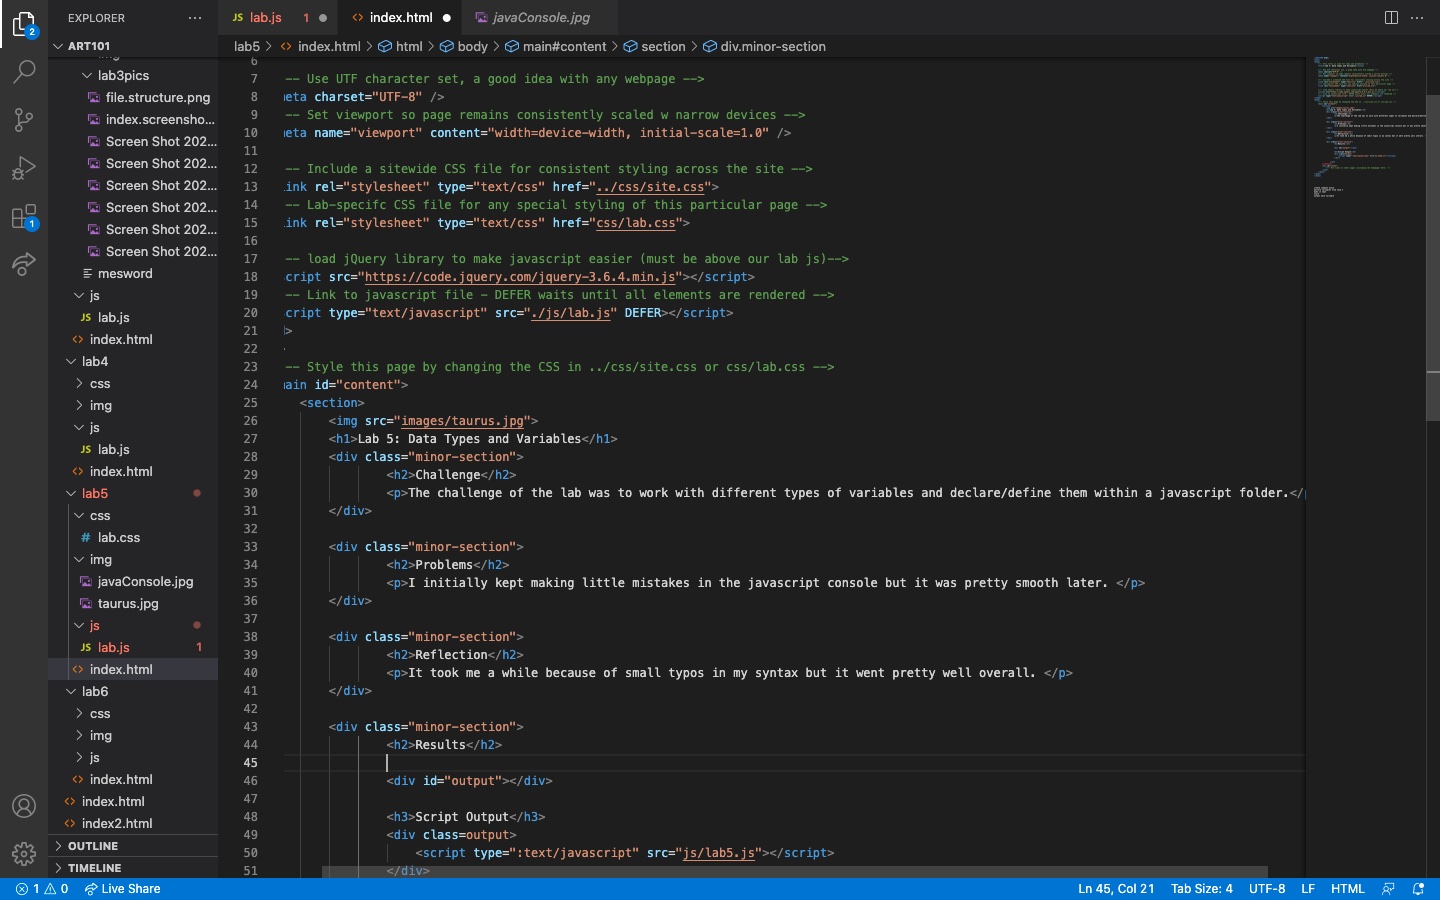 EXPLORER ···
JS lab.js 1
index.html
javaConsole.jpg
ART101
lab5 > index.html > html > body > main#content > section > div.minor-section
lab3pics
file.structure.png
index.screensho...
Screen Shot 202...
Screen Shot 202...
Screen Shot 202...
Screen Shot 202...
Screen Shot 202...
Screen Shot 202...
mesword
js
JS lab.js
index.html
lab4
css
img
js
JS lab.js
index.html
lab5
css
# lab.css
img
javaConsole.jpg
taurus.jpg
js
JS lab.js 1
index.html
lab6
css
img
js
index.html
index.html
index2.html
OUTLINE
TIMELINE
2
1
6
7 -- Use UTF character set, a good idea with any webpage -->
8 eta charset="UTF-8" />
9 -- Set viewport so page remains consistently scaled w narrow devices -->
10 eta name="viewport" content="width=device-width, initial-scale=1.0" />
11
12 -- Include a sitewide CSS file for consistent styling across the site -->
13 ink rel="stylesheet" type="text/css" href="../css/site.css">
14 -- Lab-specifc CSS file for any special styling of this particular page -->
15 ink rel="stylesheet" type="text/css" href="css/lab.css">
16
17 -- load jQuery library to make javascript easier (must be above our lab js)-->
18 cript src="https://code.jquery.com/jquery-3.6.4.min.js"></script>
19 -- Link to javascript file - DEFER waits until all elements are rendered -->
20 cript type="text/javascript" src="./js/lab.js" DEFER></script>
21 >
22
23 -- Style this page by changing the CSS in ../css/site.css or css/lab.css -->
24 ain id="content">
25 <section>
26 <img src="images/taurus.jpg">
27 <h1>Lab 5: Data Types and Variables</h1>
28 <div class="minor-section">
29 <h2>Challenge</h2>
30 <p>The challenge of the lab was to work with different types of variables and declare/define them within a javascript folder.</p
31 </div>
32
33 <div class="minor-section">
34 <h2>Problems</h2>
35 <p>I initially kept making little mistakes in the javascript console but it was pretty smooth later. </p>
36 </div>
37
38 <div class="minor-section">
39 <h2>Reflection</h2>
40 <p>It took me a while because of small typos in my syntax but it went pretty well overall. </p>
41 </div>
42
43 <div class="minor-section">
44 <h2>Results</h2>
45
46 <div id="output"></div>
47
48 <h3>Script Output</h3>
49 <div class=output>
50 <script type=":text/javascript" src="js/lab5.js"></script>
51 </div>
1 0 Live Share Ln 45, Col 21 Tab Size: 4 UTF-8 LF HTML